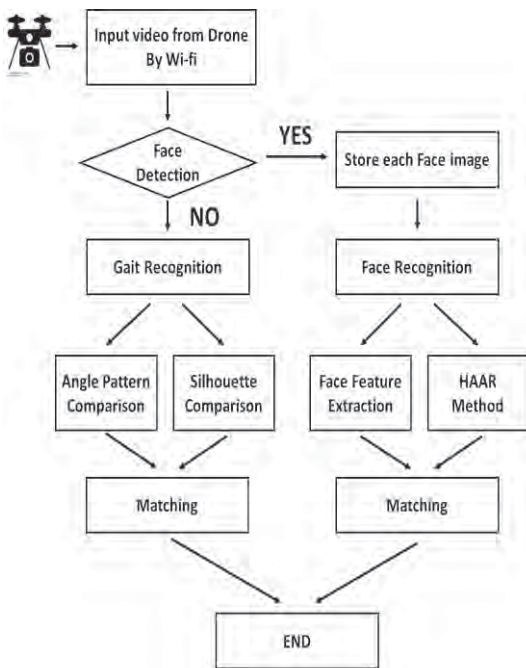 Input video from Drone
By Wi-fi
Face
Detection
YES
Store each Face image
NO
Gait Recognition
Face Recognition
Angle Pattern
Comparison
Silhouette
Comparison
Face Feature
Extraction
HAAR
Method
Matching
Matching
END